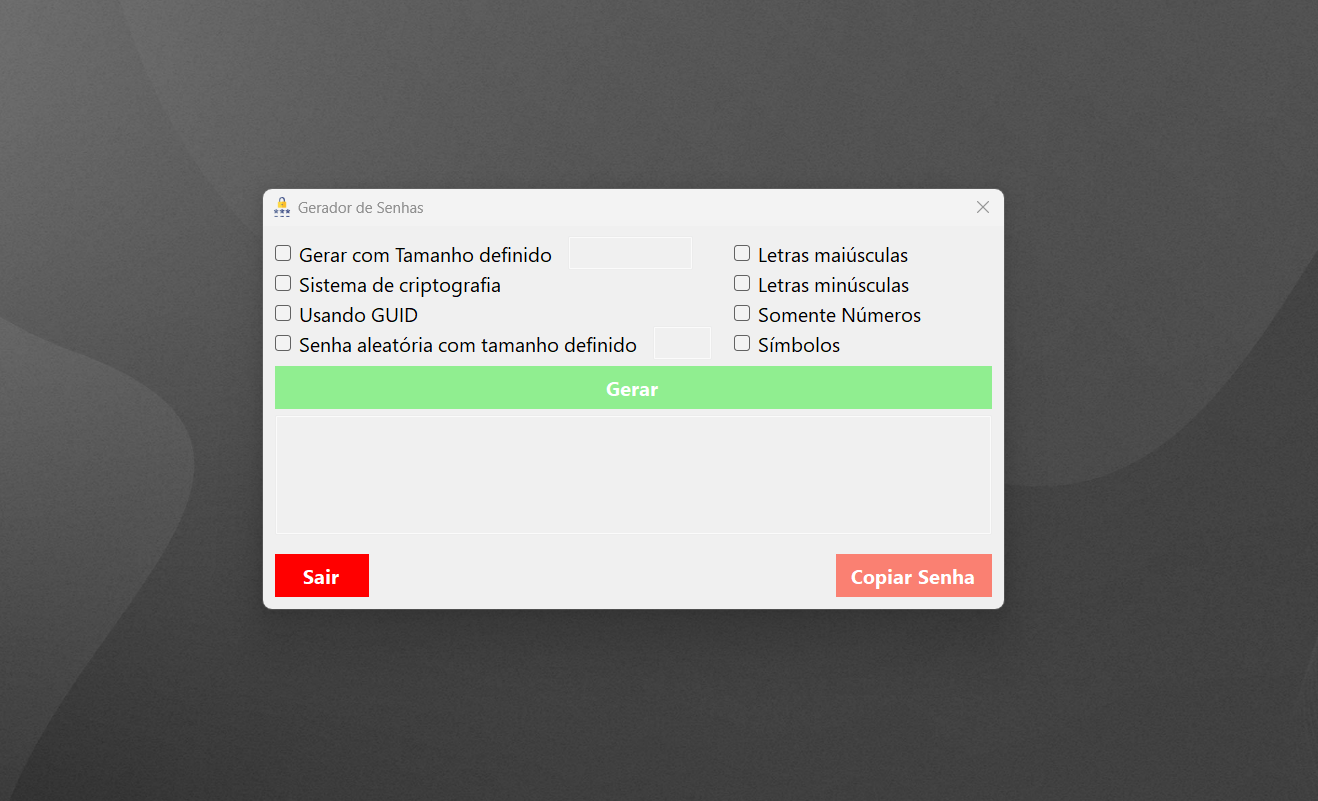 Gerador de Senhas
Gerar com Tamanho definido
Letras maiúsculas
Sistema de criptografia
Letras minúsculas
Usando GUID
Somente Números
Senha aleatória com tamanho definido
Símbolos
Gerar
Sair
Copiar Senha